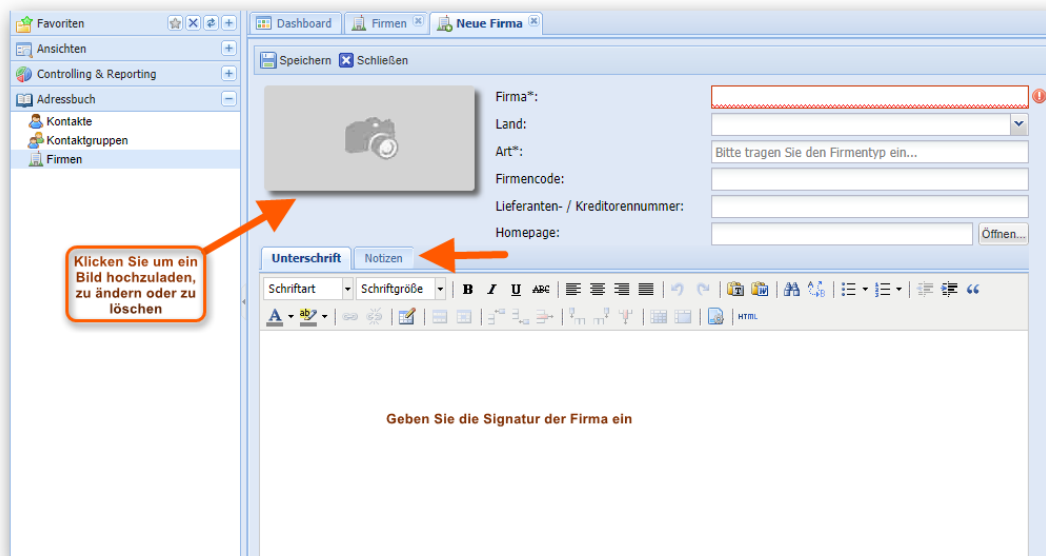 Favoriten
Ansichten
Controlling & Reporting
Adressbuch
Kontakte
Kontaktgruppen
Firmen
Dashboard
Firmen
Neue Firma
Speichern
Schließen
Firma*:
Land:
Art*:
Bitte tragen Sie den Firmentyp ein...
Firmencode:
Lieferanten- / Kreditorennummer:
Homepage:
Öffnen...
Klicken Sie um ein
Bild hochzuladen,
zu ändern oder zu
löschen
Unterschrift
Notizen
Schriftart
Schriftgröße
B I U ABC
A ab
HTML
Geben Sie die Signatur der Firma ein